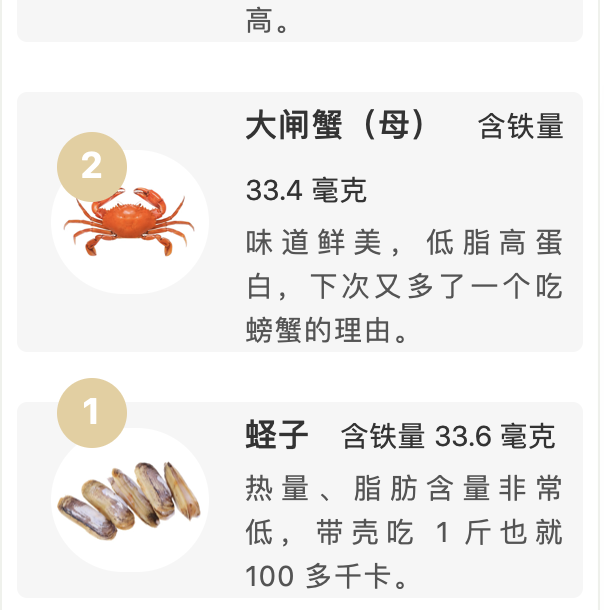 高。
2
大闸蟹（母） 含铁量
33.4 毫克
味道鲜美，低脂高蛋
白，下次又多了一个吃
螃蟹的理由。
1
蛏子 含铁量 33.6 毫克
热量、脂肪含量非常
低，带壳吃 1 斤也就
100 多千卡。